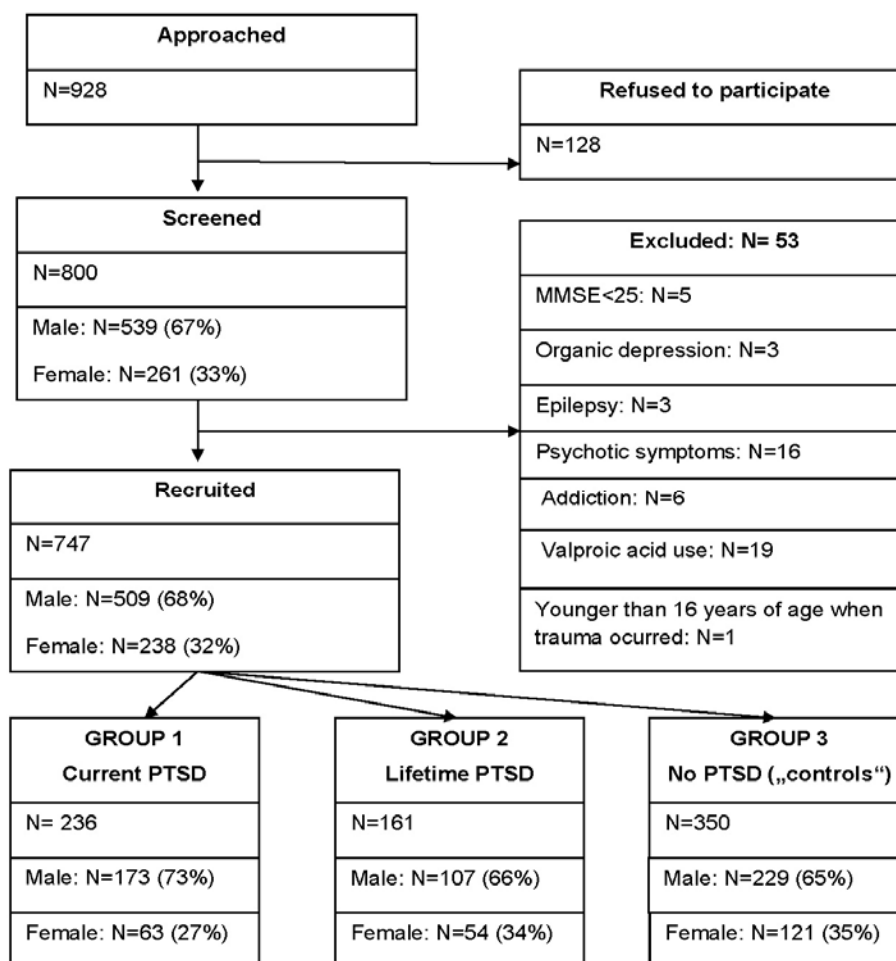 Approached
N=928
Refused to participate
N=128
Screened
N=800
Male: N=539 (67%)
Female: N=261 (33%)
Excluded: N= 53
MMSE<25: N=5
Organic depression: N=3
Epilepsy: N=3
Psychotic symptoms: N=16
Addiction: N=6
Valproic acid use: N=19
Younger than 16 years of age when
trauma ocurred: N=1
Recruited
N=747
Male: N=509 (68%)
Female: N=238 (32%)
GROUP 1
Current PTSD
N= 236
Male: N=173 (73%)
Female: N=63 (27%)
GROUP 2
Lifetime PTSD
N=161
Male: N=107 (66%)
Female: N=54 (34%)
GROUP 3
No PTSD („controls“)
N=350
Male: N=229 (65%)
Female: N=121 (35%)